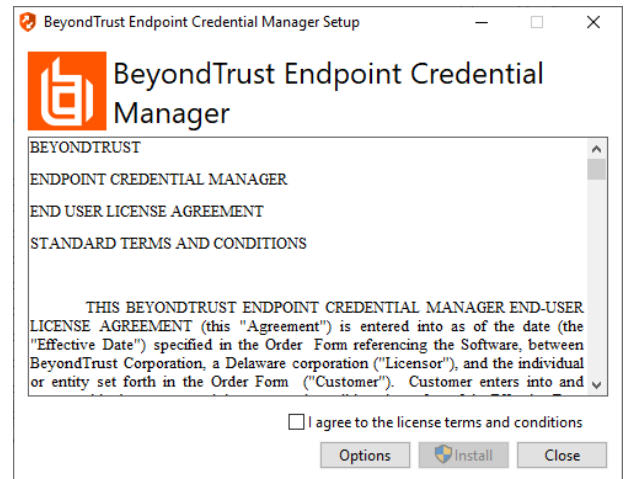 BeyondTrust Endpoint Credential Manager Setup
BeyondTrust Endpoint Credential
Manager
BEYONDTRUST
ENDPOINT CREDENTIAL MANAGER
END USER LICENSE AGREEMENT
STANDARD TERMS AND CONDITIONS
THIS BEYONDTRUST ENDPOINT CREDENTIAL MANAGER END-USER
LICENSE AGREEMENT (this "Agreement") is entered into as of the date (the
"Effective Date") specified in the Order Form referencing the Software, between
BeyondTrust Corporation, a Delaware corporation ("Licensor"), and the individual
or entity set forth in the Order Form ("Customer"). Customer enters into and
I agree to the license terms and conditions
Options Install Close